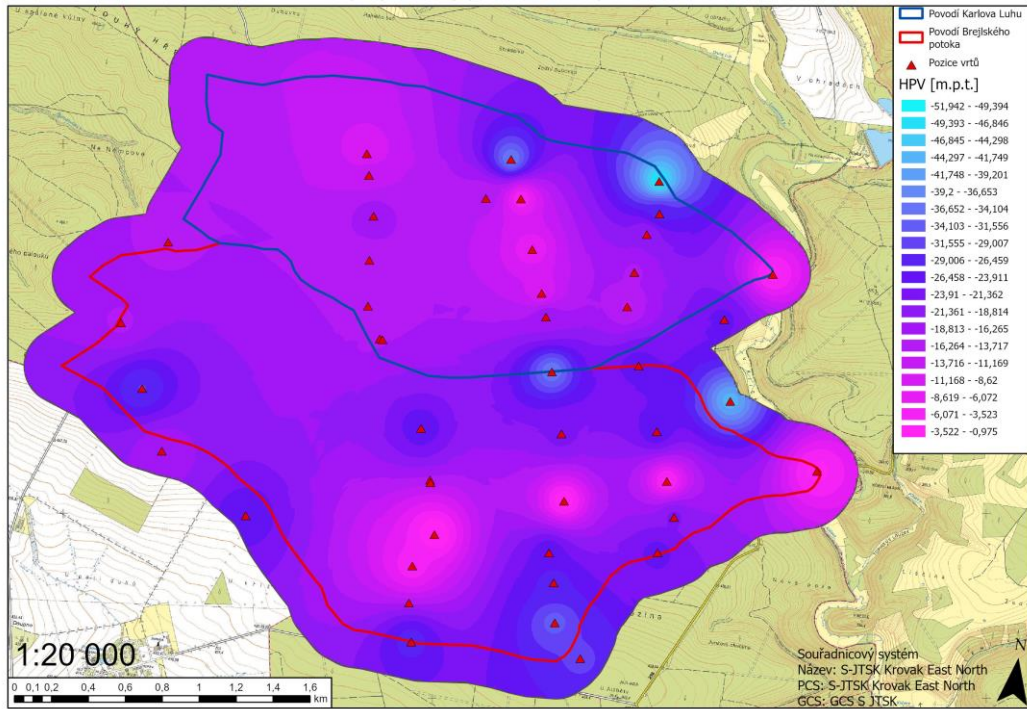 Povodí Karlova Luhu
Povodí Brejlského
potoka
Pozice vrtů
HPV [m.p.t.]
-51,942 - -49,394
-49,393 - -46,846
-46,845 - -44,298
-44,297 - -41,749
-41,748 - -39,201
-39,2 - -36,653
-36,652 - -34,104
-34,103 - -31,556
-31,555 - -29,007
-29,006 - -26,459
-26,458 - -23,911
-23,91 - -21,362
-21,361 - -18,814
-18,813 - -16,265
-16,264 - -13,717
-13,716 - -11,169
-11,168 - -8,62
-8,619 - -6,072
-6,071 - -3,523
-3,522 - -0,975
1:20 000
0 0,1 0,2 0,4 0,6 0,8 1 1,2 1,4 1,6
km
N
Souřadnicový systém
Název: S-JTSK Krovak East North
PCS: S-JTSK Krovak East North
GCS: GCS S JTSK